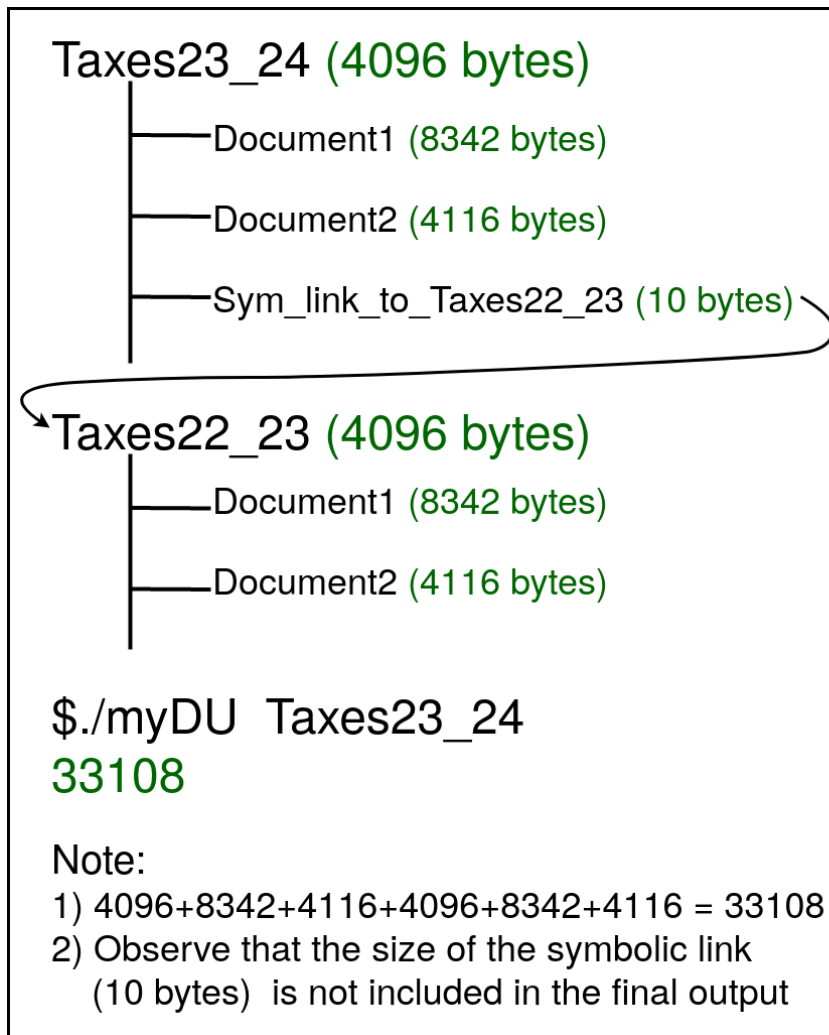 Taxes23_24 (4096 bytes)
Document1 (8342 bytes)
Document2 (4116 bytes)
Sym_link_to_Taxes22_23 (10 bytes)
Taxes22_23 (4096 bytes)
Document1 (8342 bytes)
Document2 (4116 bytes)
$./myDU Taxes23_24
33108
Note:
1) 4096+8342+4116+4096+8342+4116 = 33108
2) Observe that the size of the symbolic link
(10 bytes) is not included in the final output